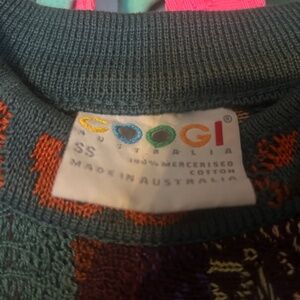 COOGI®
AUSTRALIA
SS
100% MERCERISED
COTTON
MADE IN AUSTRALIA